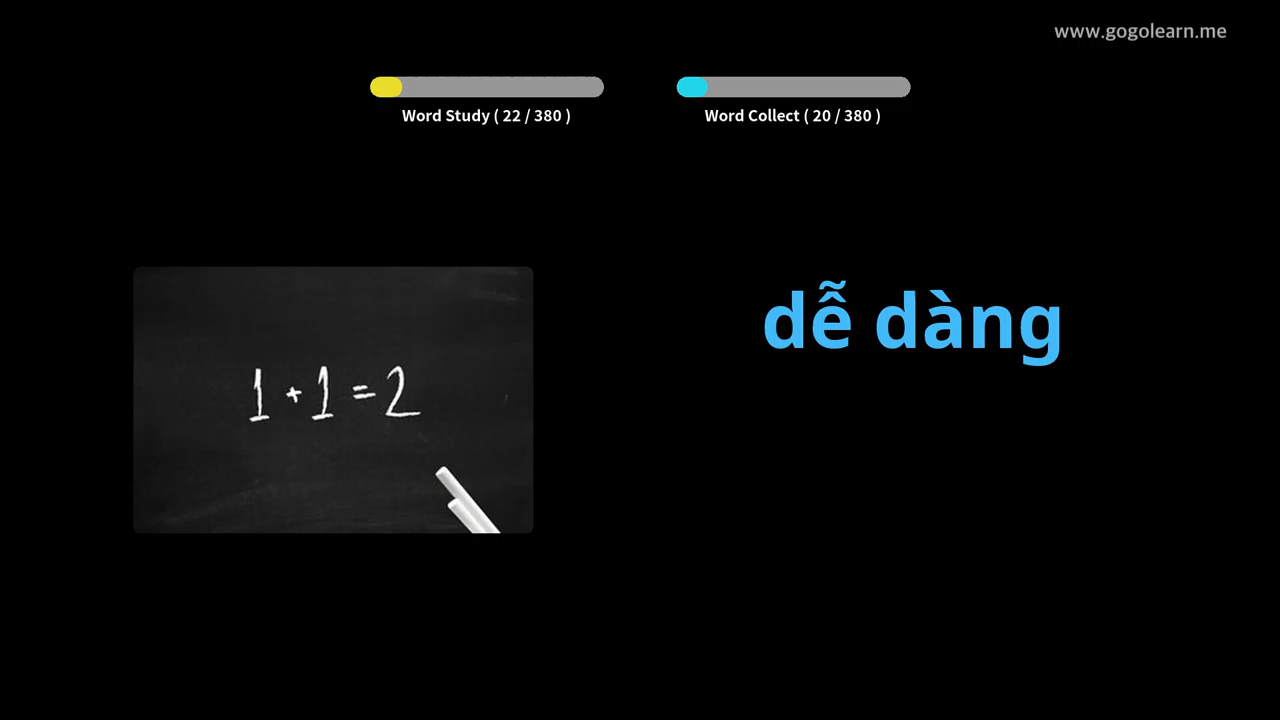 www.gogolearn.me
Word Study ( 22 / 380 )
Word Collect ( 20 / 380 )
dễ dàng
1 + 1 = 2